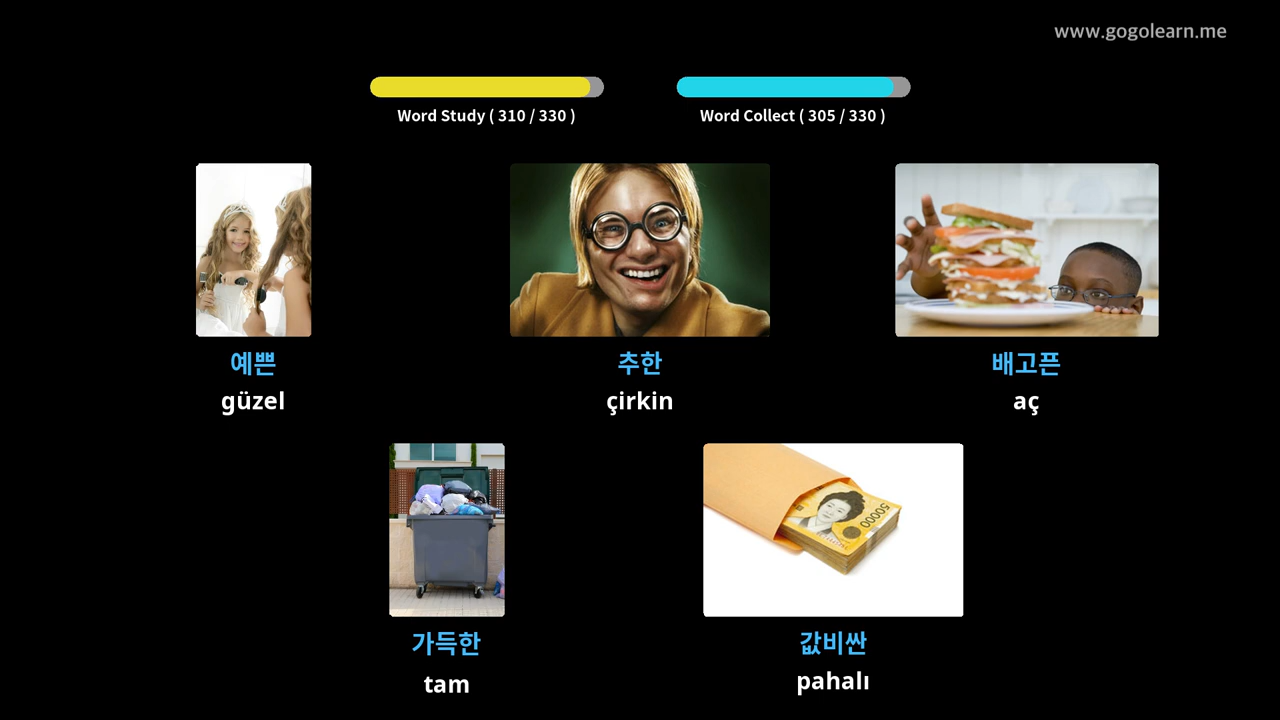 www.gogolearn.me
Word Study ( 310 / 330 )
Word Collect ( 305 / 330 )
예쁜
güzel
추한
çirkin
배고픈
aç
가득한
tam
50000
값비싼
pahalı